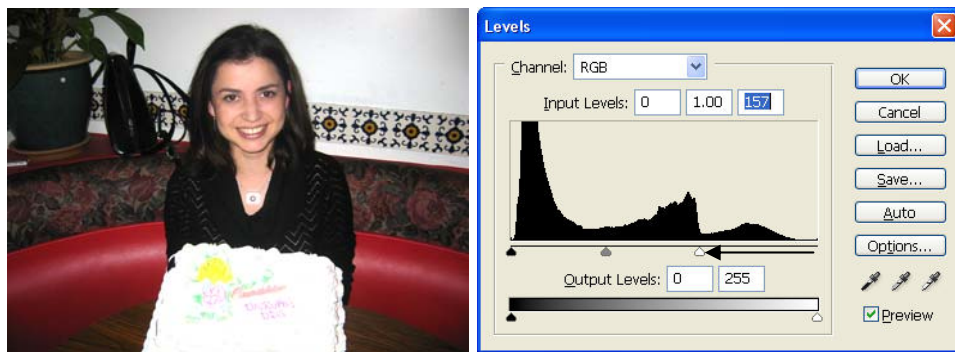 Levels
Channel: RGB
Input Levels: 0 1.00 157
Output Levels: 0 255
OK
Cancel
Load...
Save...
Auto
Options...
Preview